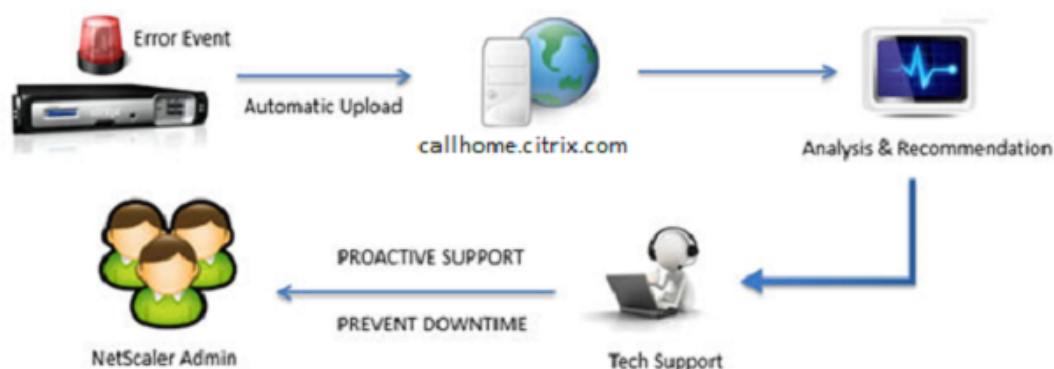 Error Event
Automatic Upload
callhome.citrix.com
Analysis & Recommendation
PROACTIVE SUPPORT
PREVENT DOWNTIME
NetScaler Admin
Tech Support